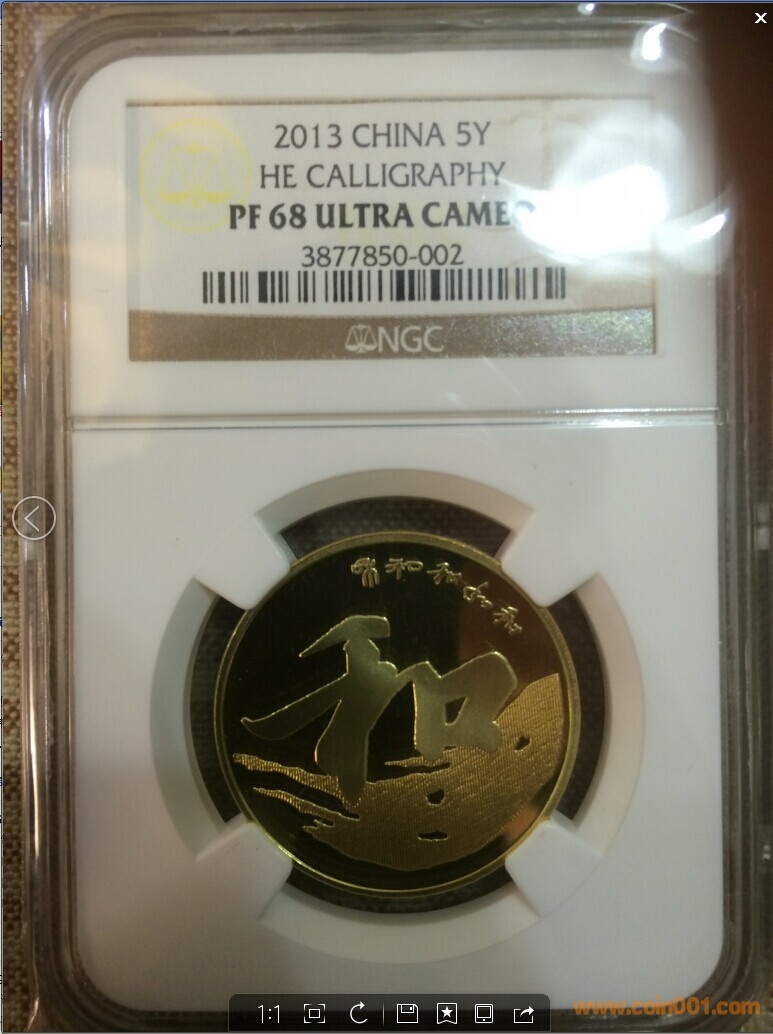 2013 CHINA 5Y
HE CALLIGRAPHY
PF 68 ULTRA CAMEO
3877850-002
NGC
和
1:1
www.coin001.com